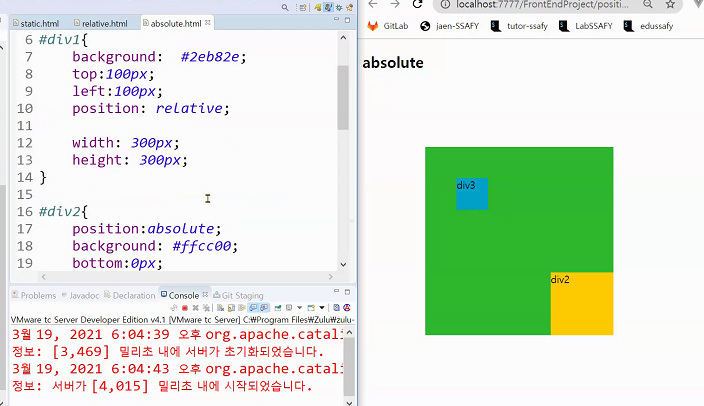 static.html relative.html absolute.html
6 #div1{
7 background: #2eb82e;
8 top:100px;
9 left:100px;
10 position: relative;
11
12 width: 300px;
13 height: 300px;
14 }
15
16 #div2{
17 position:absolute;
18 background: #ffcc00;
19 bottom:0px;
Problems Javadoc Declaration Console Git Staging
VMware tc Server Developer Edition v4.1 [VMware tc Server] C:\Program Files\Zulu\zulu-
3월 19, 2021 6:04:39 오후 org.apache.catali
정보: [3,469] 밀리초 내에 서버가 초기화되었습니다.
3월 19, 2021 6:04:43 오후 org.apache.catali
정보: 서버가 [4,015] 밀리초 내에 시작되었습니다.
localhost:7777/FrontEndProject/positi...
GitLab jaen-SSAFY tutor-ssafy LabSSAFY edussafy
absolute
div3
div2